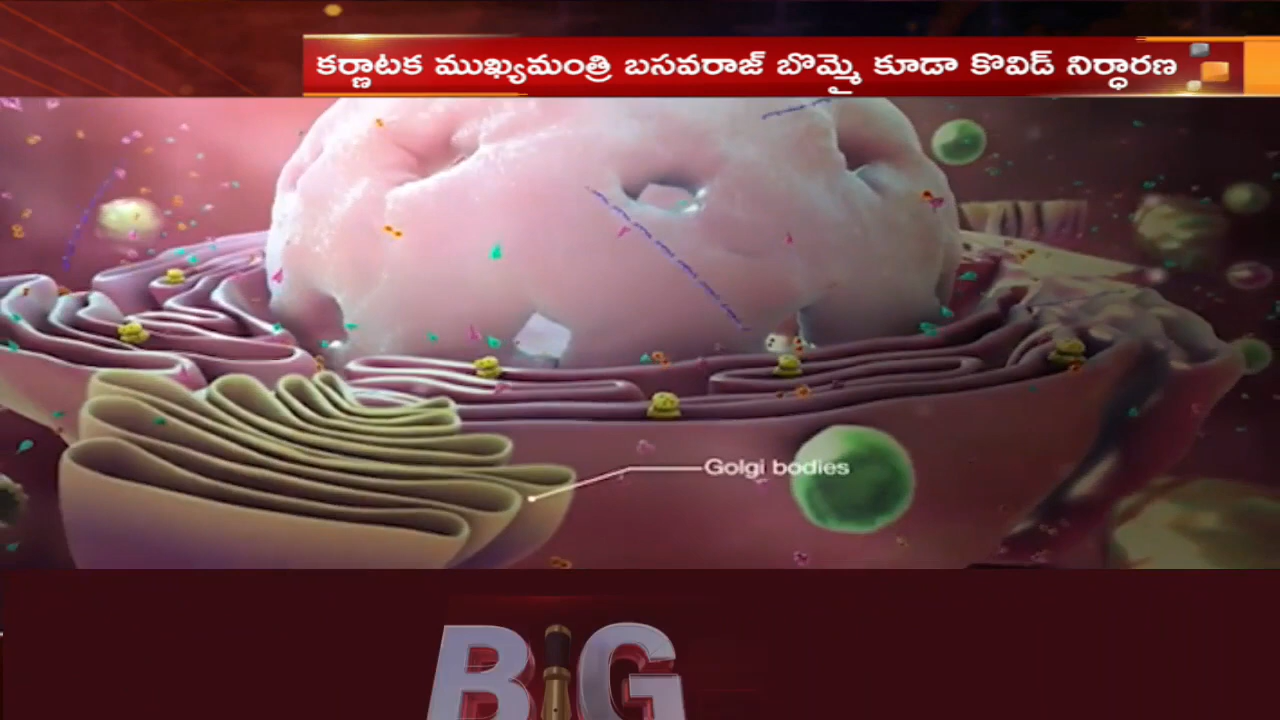 కర్ణాటక ముఖ్యమంత్రి బసవరాజ్ బొమ్మై కూడా కొవిడ్ నిర్ధారణ
Golgi bodies
BIG